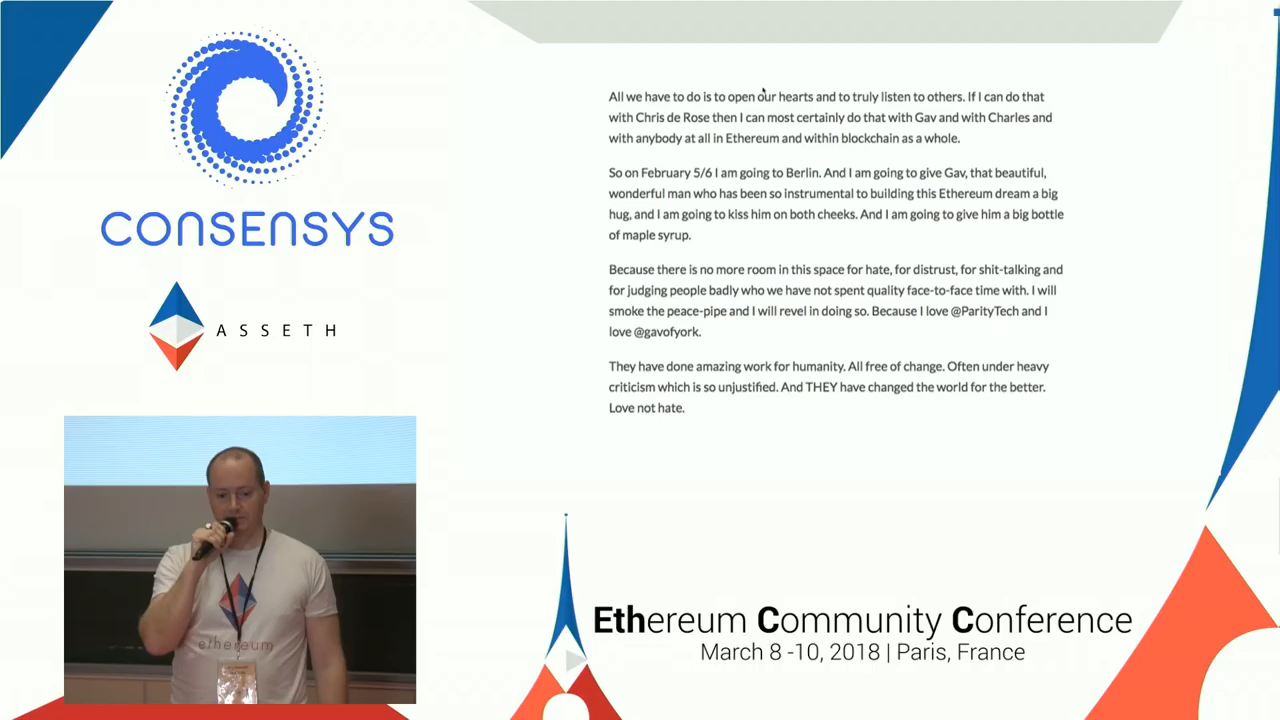 CONSENSYS
ASSETH
All we have to do is to open our hearts and to truly listen to others. If I can do that
with Chris de Rose then I can most certainly do that with Gav and with Charles and
with anybody at all in Ethereum and within blockchain as a whole.
So on February 5/6 I am going to Berlin. And I am going to give Gav, that beautiful,
wonderful man who has been so instrumental to building this Ethereum dream a big
hug, and I am going to kiss him on both cheeks. And I am going to give him a big bottle
of maple syrup.
Because there is no more room in this space for hate, for distrust, for shit-talking and
for judging people badly who we have not spent quality face-to-face time with. I will
smoke the peace-pipe and I will revel in doing so. Because I love @ParityTech and I
love @gavofyork.
They have done amazing work for humanity. All free of change. Often under heavy
criticism which is so unjustified. And THEY have changed the world for the better.
Love not hate.
ethereum
Ethereum Community Conference
March 8 -10, 2018 | Paris, France